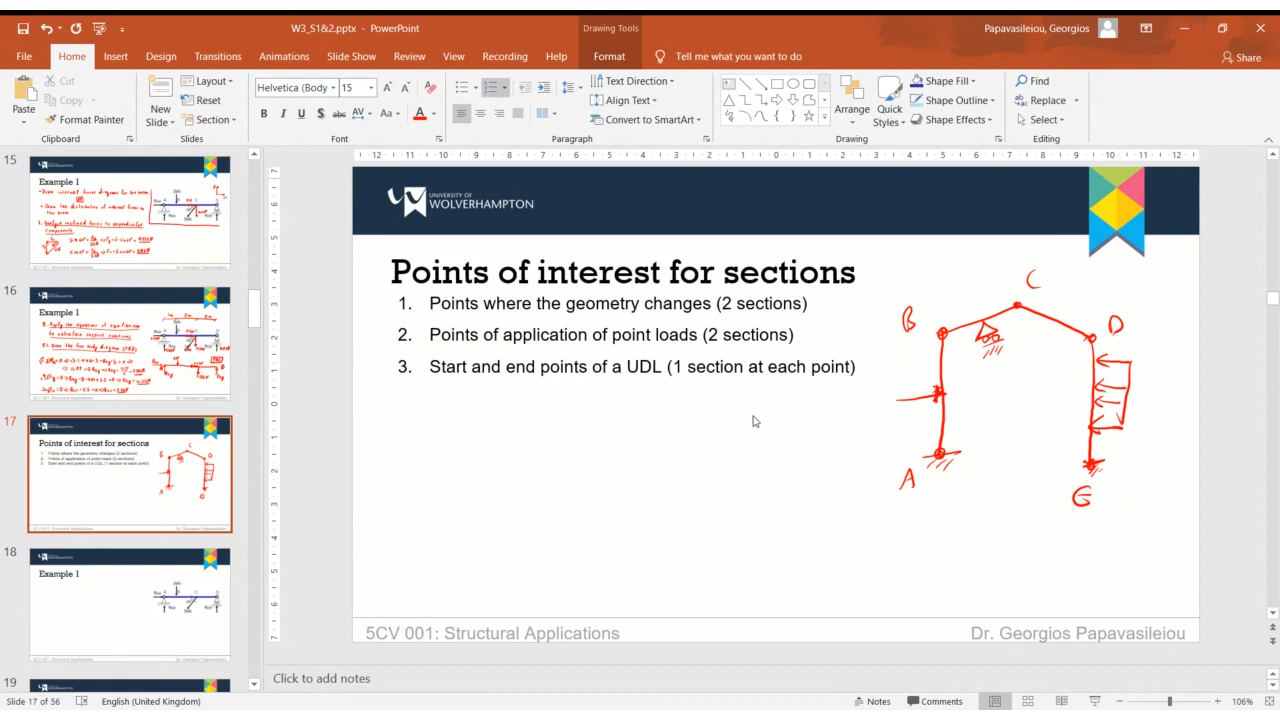 W3_S1&2.pptx - PowerPoint
Drawing Tools
Papavasileiou, Georgios
File
Home
Insert
Design
Transitions
Animations
Slide Show
Review
View
Recording
Help
Format
Tell me what you want to do
Share
Paste
Cut
Copy
Format Painter
Clipboard
New
Slide
Layout
Reset
Section
Slides
Helvetica (Body
15
Font
Text Direction
Align Text
Convert to SmartArt
Paragraph
Arrange
Quick
Styles
Shape Fill
Shape Outline
Shape Effects
Drawing
Find
Replace
Select
Editing
15
Example 1
16
17
Points of interest for sections
18
Example 1
19
UNIVERSITY OF
WOLVERHAMPTON
Points of interest for sections
1. Points where the geometry changes (2 sections)
2. Points of application of point loads (2 sections)
3. Start and end points of a UDL (1 section at each point)
C
B
D
A
G
5CV 001: Structural Applications
Dr. Georgios Papavasileiou
Click to add notes
Slide 17 of 56
English (United Kingdom)
Notes
Comments
106%